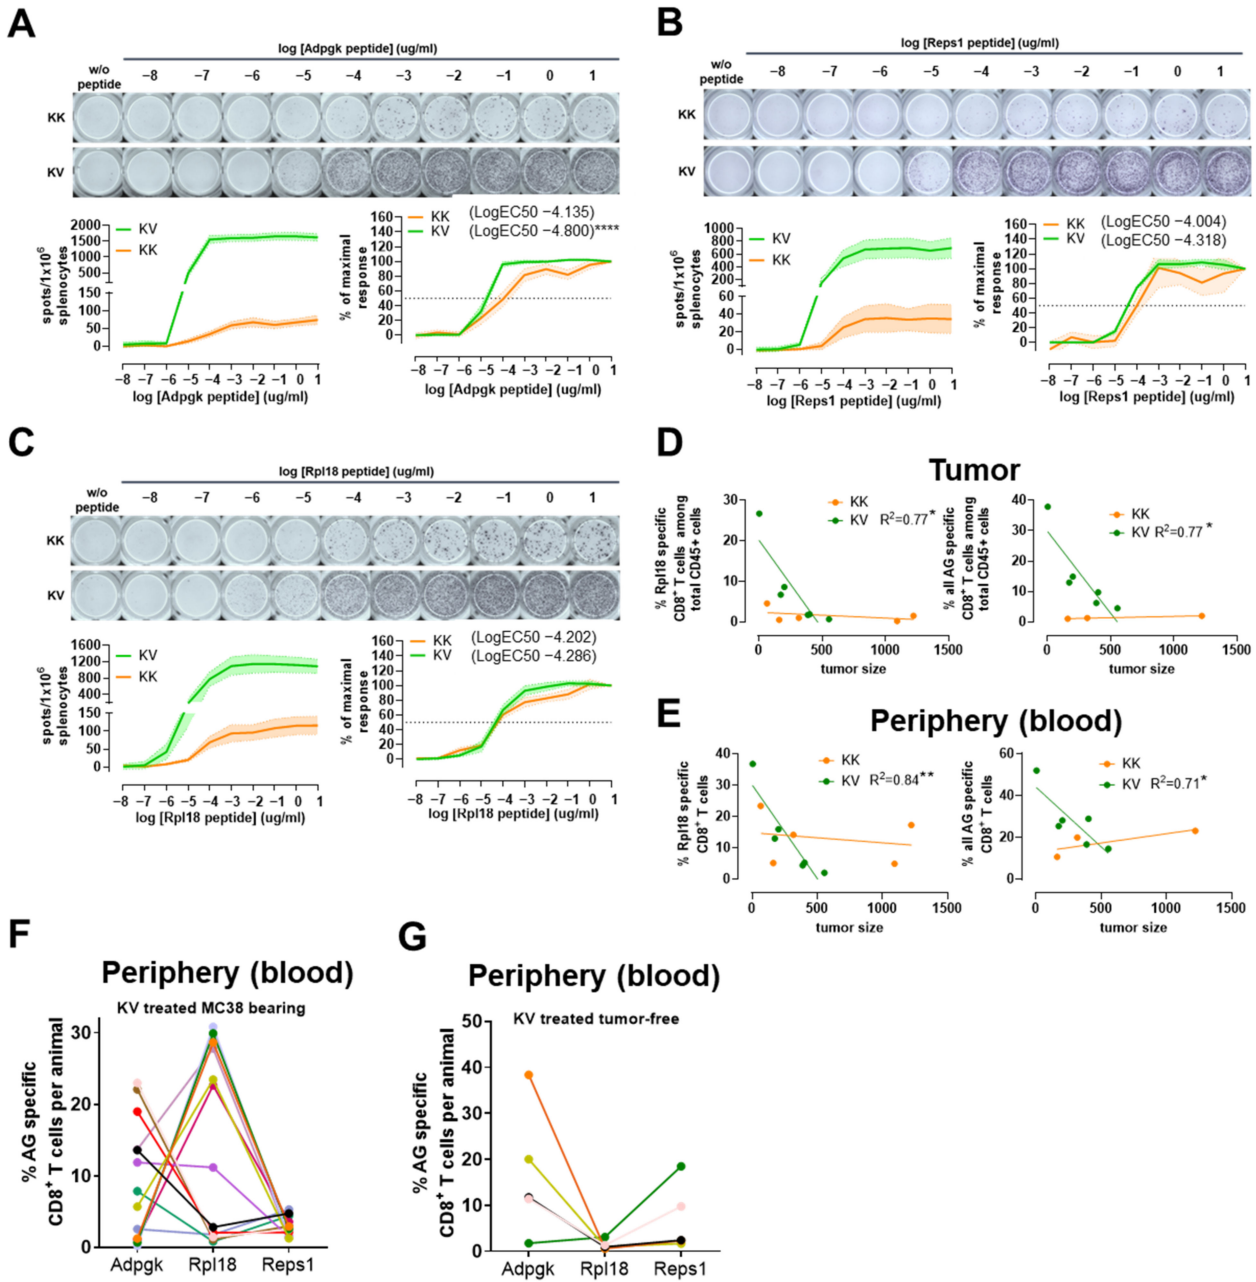 A
log [Adpgk peptide] (ug/ml)
w/o
peptide
−8 −7 −6 −5 −4 −3 −2 −1 0 1
KK
KV
2000
1500
1000
500
150
100
50
0
KV
KK
spots/1x10⁶
splenocytes
−8 −7 −6 −5 −4 −3 −2 −1 0 1
log [Adpgk peptide] (ug/ml)
160
140
120
100
80
60
40
20
0
KK (LogEC50 −4.135)
KV (LogEC50 −4.800)****
% of maximal
response
−8 −7 −6 −5 −4 −3 −2 −1 0 1
log [Adpgk peptide] (ug/ml)
B
log [Reps1 peptide] (ug/ml)
w/o
peptide
−8 −7 −6 −5 −4 −3 −2 −1 0 1
KK
KV
1000
800
600
400
200
60
40
20
0
KV
KK
spots/1x10⁶
splenocytes
−8 −7 −6 −5 −4 −3 −2 −1 0 1
log [Reps1 peptide] (ug/ml)
160
140
120
100
80
60
40
20
0
KK (LogEC50 −4.004)
KV (LogEC50 −4.318)
% of maximal
response
−8 −7 −6 −5 −4 −3 −2 −1 0 1
log [Reps1 peptide] (ug/ml)
C
log [Rpl18 peptide] (ug/ml)
w/o
peptide
−8 −7 −6 −5 −4 −3 −2 −1 0 1
KK
KV
1600
1200
800
400
150
100
50
0
KV
KK
spots/1x10⁶
splenocytes
−8 −7 −6 −5 −4 −3 −2 −1 0 1
log [Rpl18 peptide] (ug/ml)
160
140
120
100
80
60
40
20
0
KK (LogEC50 −4.202)
KV (LogEC50 −4.286)
% of maximal
response
−8 −7 −6 −5 −4 −3 −2 −1 0 1
log [Rpl18 peptide] (ug/ml)
D
Tumor
% Rpl18 specific
CD8⁺ T cells among
total CD45+ cells
30
20
10
0
KK
KV R²=0.77*
0 500 1000 1500
tumor size
% all AG specific
CD8⁺ T cells among
total CD45+ cells
40
30
20
10
0
KK
KV R²=0.77 *
0 500 1000 1500
tumor size
E
Periphery (blood)
% Rpl18 specific
CD8⁺ T cells
40
30
20
10
0
KK
KV R²=0.84**
0 500 1000 1500
tumor size
% all AG specific
CD8⁺ T cells
60
40
20
0
KK
KV R²=0.71*
0 500 1000 1500
tumor size
F
Periphery (blood)
KV treated MC38 bearing
% AG specific
CD8⁺ T cells per animal
30
20
10
0
Adpgk Rpl18 Reps1
G
Periphery (blood)
KV treated tumor-free
% AG specific
CD8⁺ T cells per animal
50
40
30
20
10
0
Adpgk Rpl18 Reps1